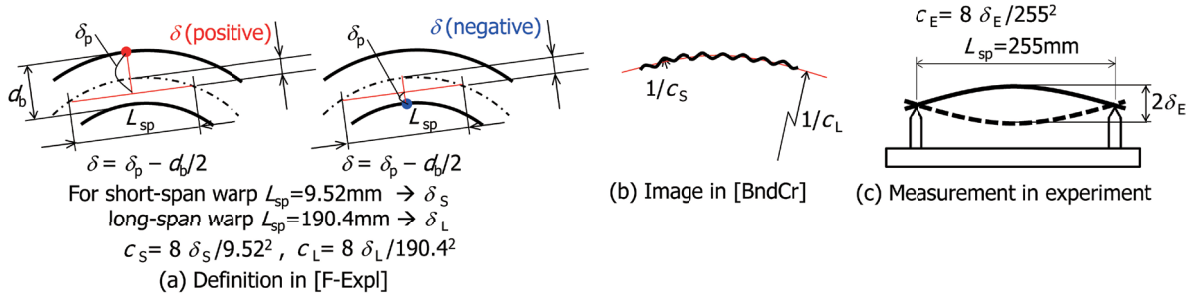 δp
δ (positive)
db
Lsp
δ = δp − db/2
δp
δ (negative)
Lsp
δ = δp − db/2
For short-span warp Lsp=9.52mm → δS
long-span warp Lsp=190.4mm → δL
cS= 8 δS/9.52² , cL= 8 δL/190.4²
(a) Definition in [F-Expl]
1/cS
1/cL
(b) Image in [BndCr]
cE= 8 δE/255²
Lsp=255mm
2δE
(c) Measurement in experiment